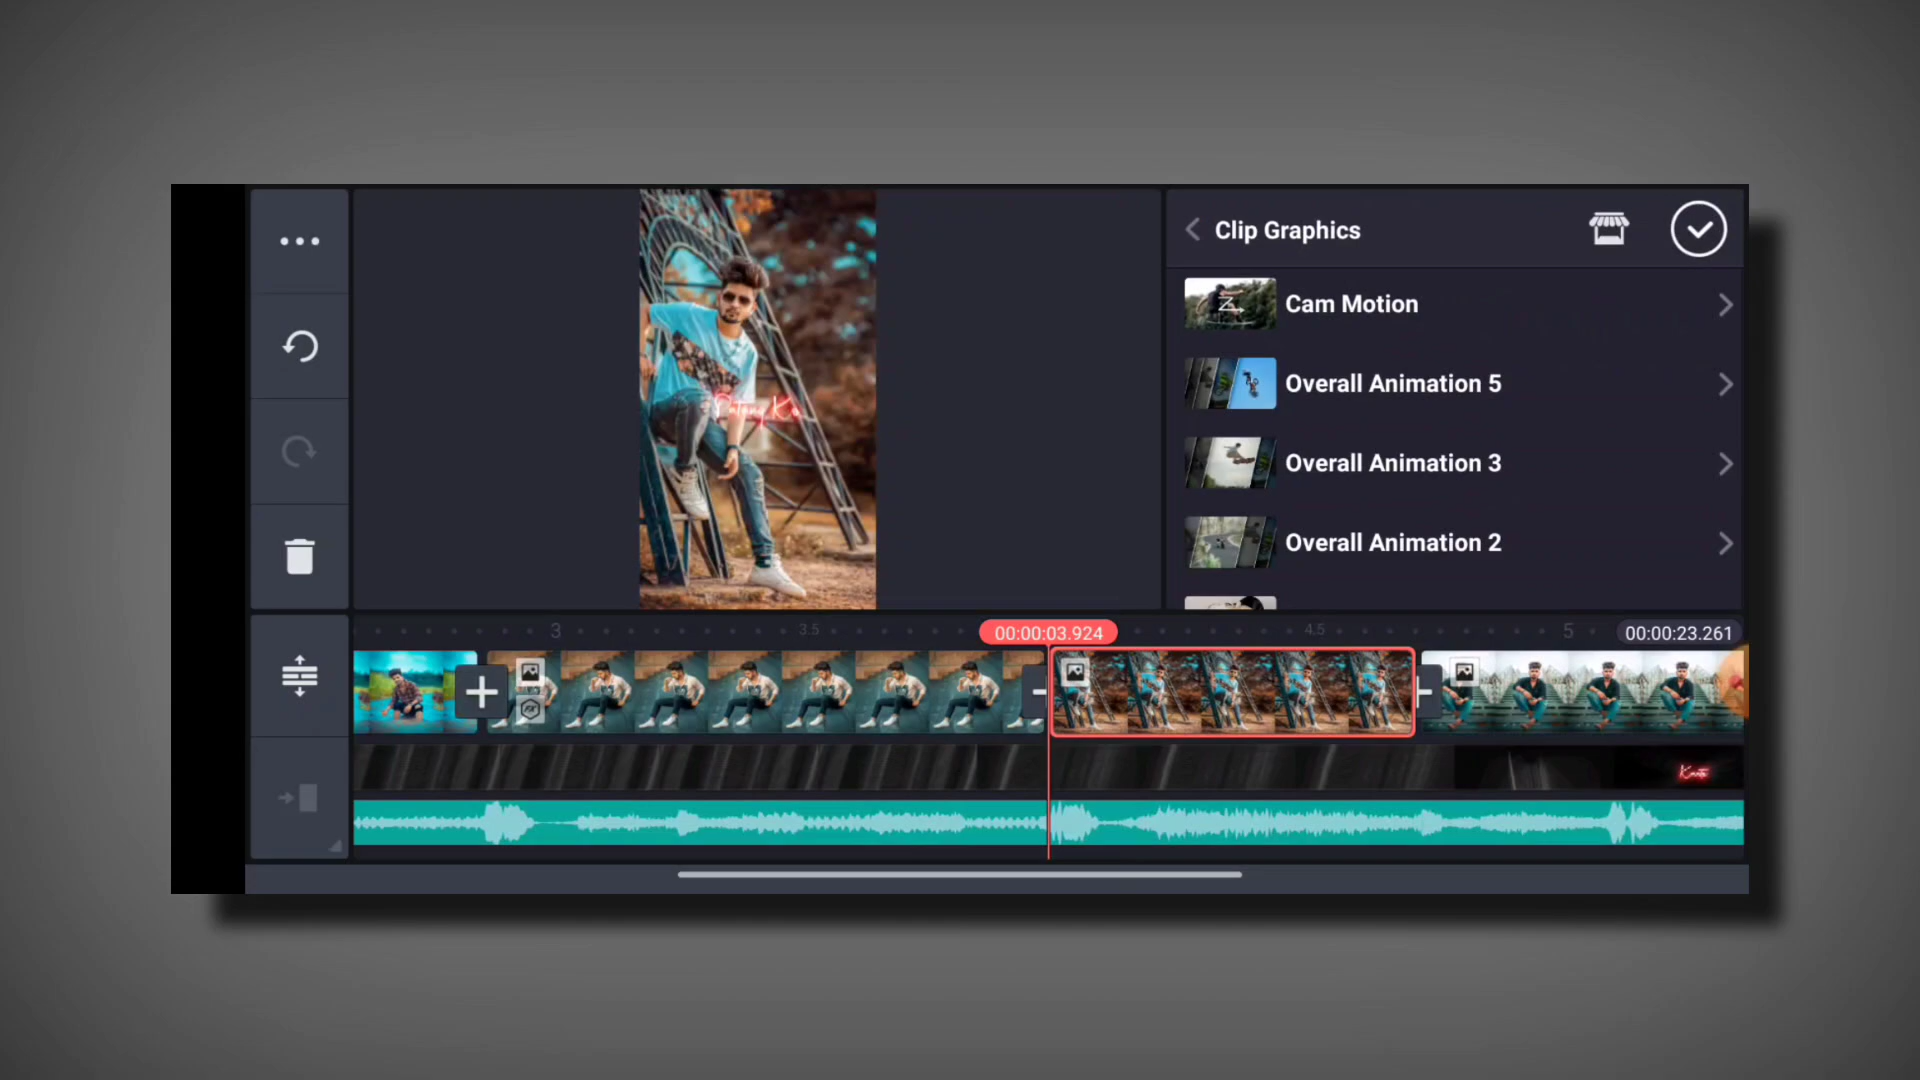 Clip Graphics
Cam Motion
Overall Animation 5
Overall Animation 3
Overall Animation 2
3
3.5
00:00:03.924
4.5
5
00:00:23.261